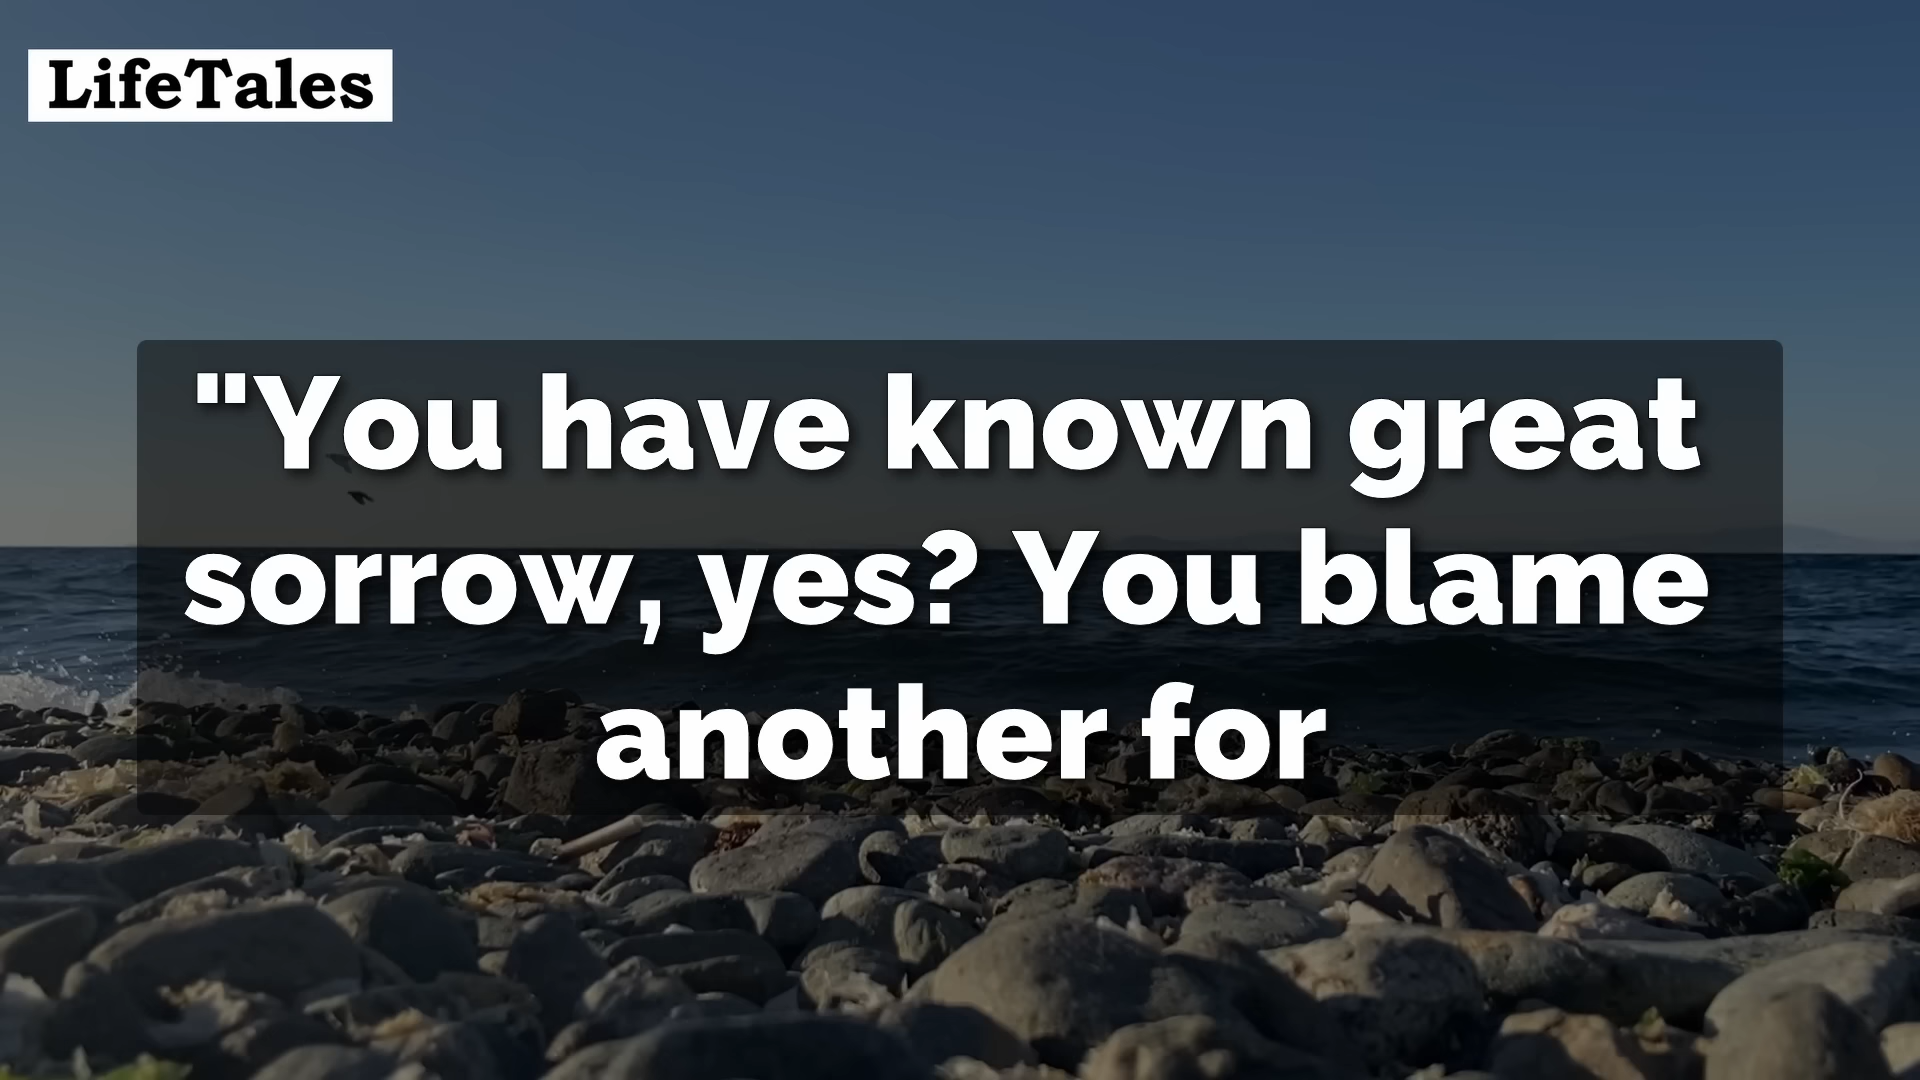 LifeTales
"You have known great
sorrow, yes? You blame
another for